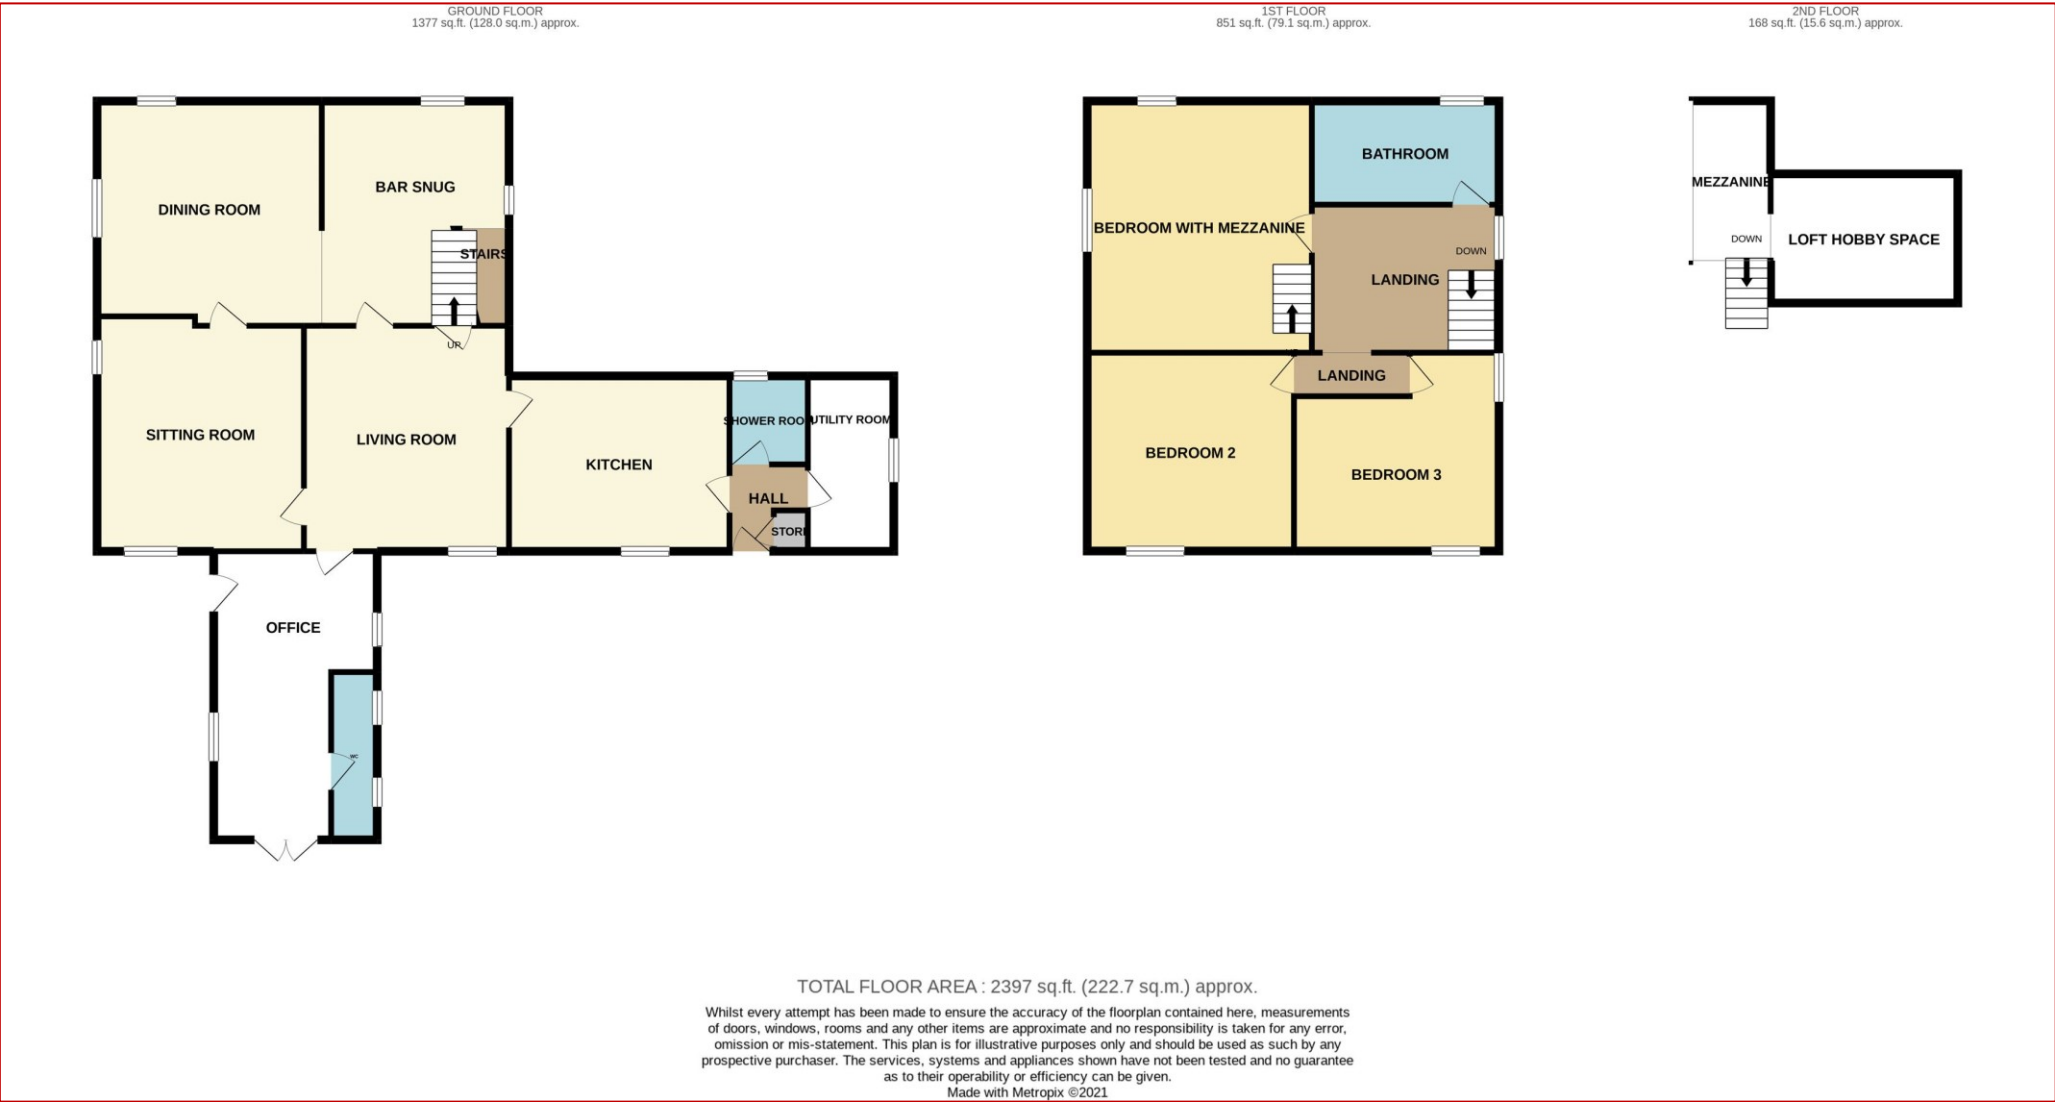 GROUND FLOOR
1377 sq.ft. (128.0 sq.m.) approx.
DINING ROOM
BAR SNUG
STAIRS
UP
SITTING ROOM
LIVING ROOM
KITCHEN
SHOWER ROOM
UTILITY ROOM
HALL
STORE
OFFICE
WC
1ST FLOOR
851 sq.ft. (79.1 sq.m.) approx.
BATHROOM
BEDROOM WITH MEZZANINE
DOWN
LANDING
LANDING
BEDROOM 2
BEDROOM 3
2ND FLOOR
168 sq.ft. (15.6 sq.m.) approx.
MEZZANINE
DOWN
LOFT HOBBY SPACE
TOTAL FLOOR AREA : 2397 sq.ft. (222.7 sq.m.) approx.
Whilst every attempt has been made to ensure the accuracy of the floorplan contained here, measurements
of doors, windows, rooms and any other items are approximate and no responsibility is taken for any error,
omission or mis-statement. This plan is for illustrative purposes only and should be used as such by any
prospective purchaser. The services, systems and appliances shown have not been tested and no guarantee
as to their operability or efficiency can be given.
Made with Metropix ©2021